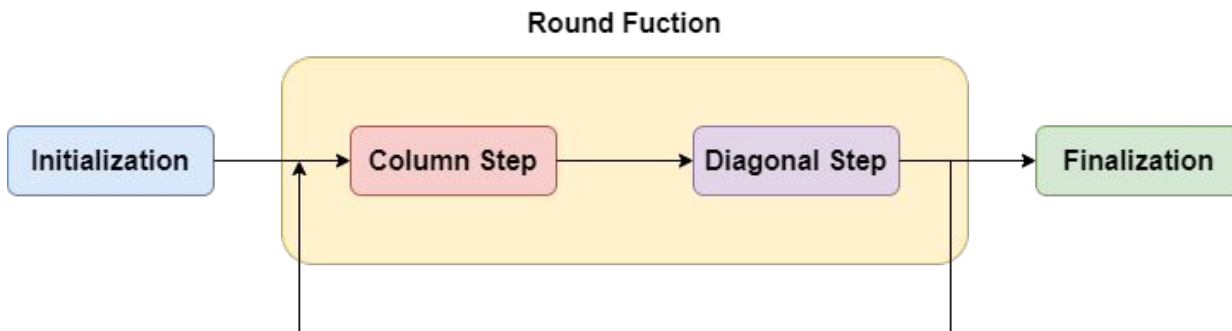 Round Fuction
Initialization
Column Step
Diagonal Step
Finalization